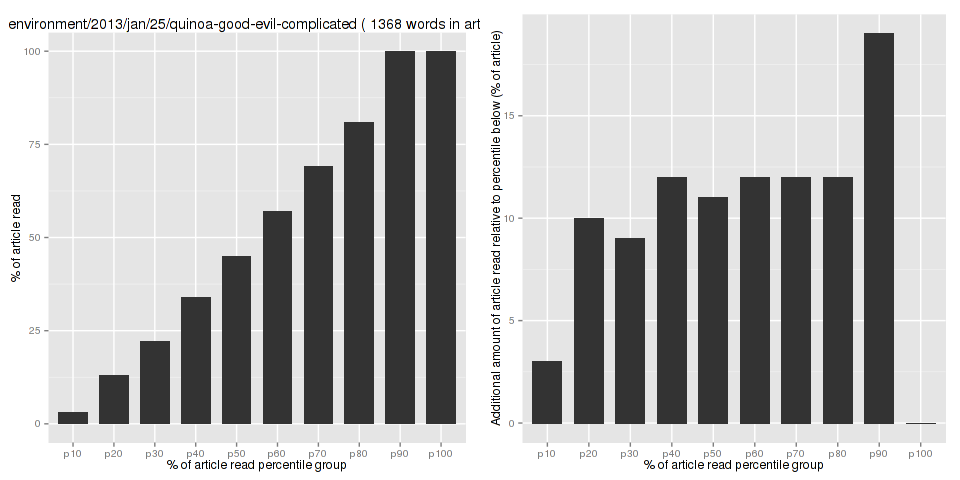 environment/2013/jan/25/quinoa-good-evil-complicated ( 1368 words in art
% of article read
100
75
50
25
0
p10 p20 p30 p40 p50 p60 p70 p80 p90 p100
% of article read percentile group
Additional amount of article read relative to percentile below (% of article)
15
10
5
0
p10 p20 p30 p40 p50 p60 p70 p80 p90 p100
% of article read percentile group